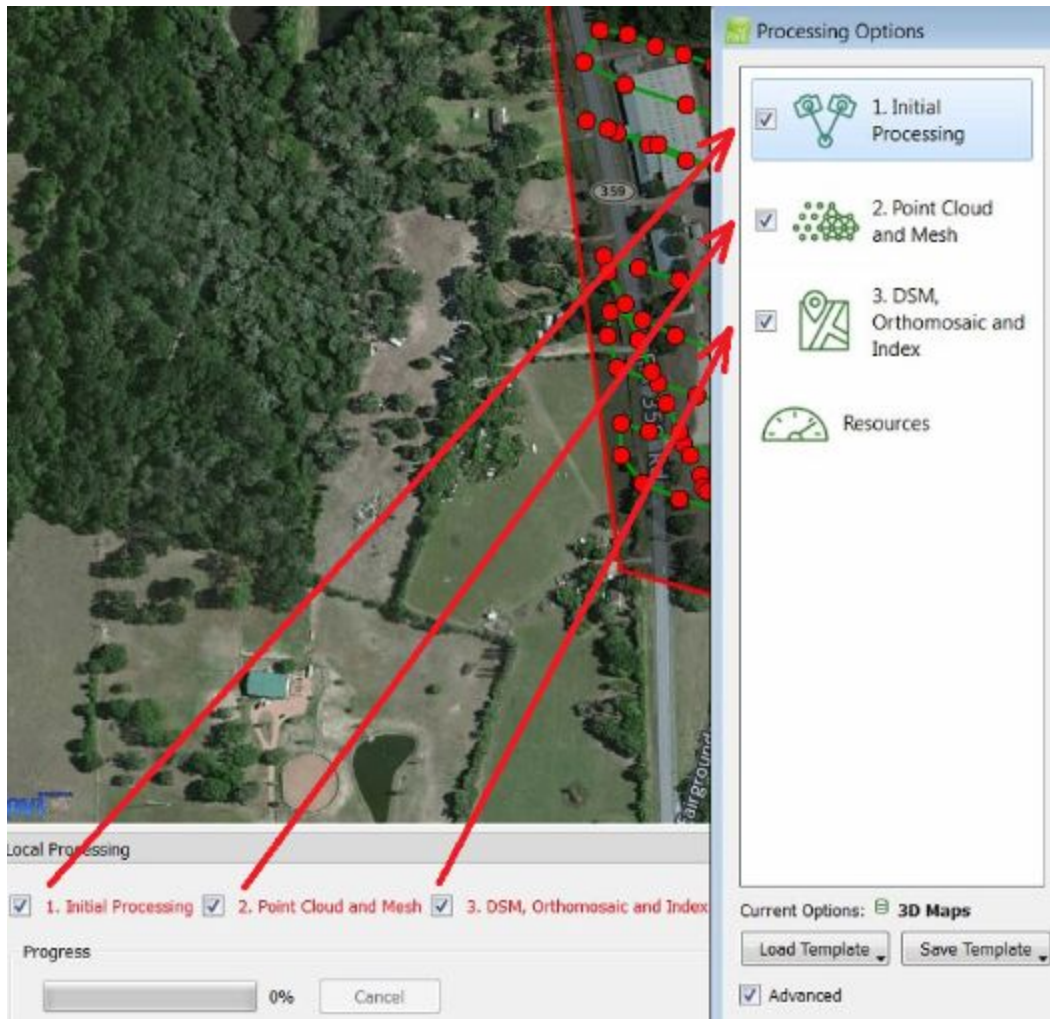 Processing Options
1. Initial
Processing
2. Point Cloud
and Mesh
3. DSM,
Orthomosaic and
Index
Resources
359
Fairground
Local Processing
1. Initial Processing
2. Point Cloud and Mesh
3. DSM, Orthomosaic and Index
Progress
0%
Cancel
Current Options: 3D Maps
Load Template
Save Template
Advanced